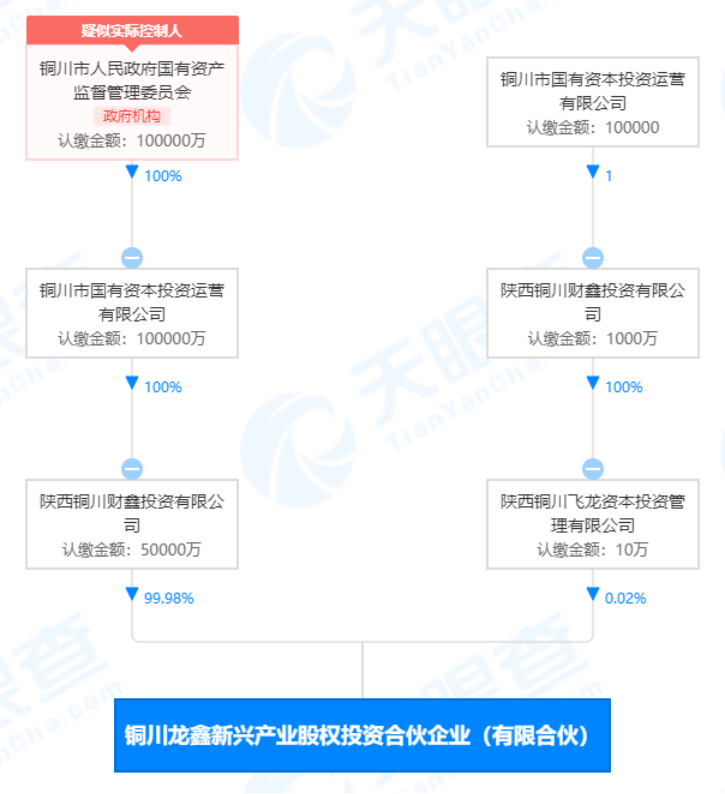 疑似实际控制人
铜川市人民政府国有资产
监督管理委员会
政府机构
认缴金额：100000万
100%
铜川市国有资本投资运营
有限公司
认缴金额：100000万
100%
陕西铜川财鑫投资有限公
司
认缴金额：50000万
99.98%
铜川市国有资本投资运营
有限公司
认缴金额：100000
1
陕西铜川财鑫投资有限公
司
认缴金额：1000万
100%
陕西铜川飞龙资本投资管
理有限公司
认缴金额：10万
0.02%
铜川龙鑫新兴产业股权投资合伙企业（有限合伙）
天眼查
TianYanCha.com